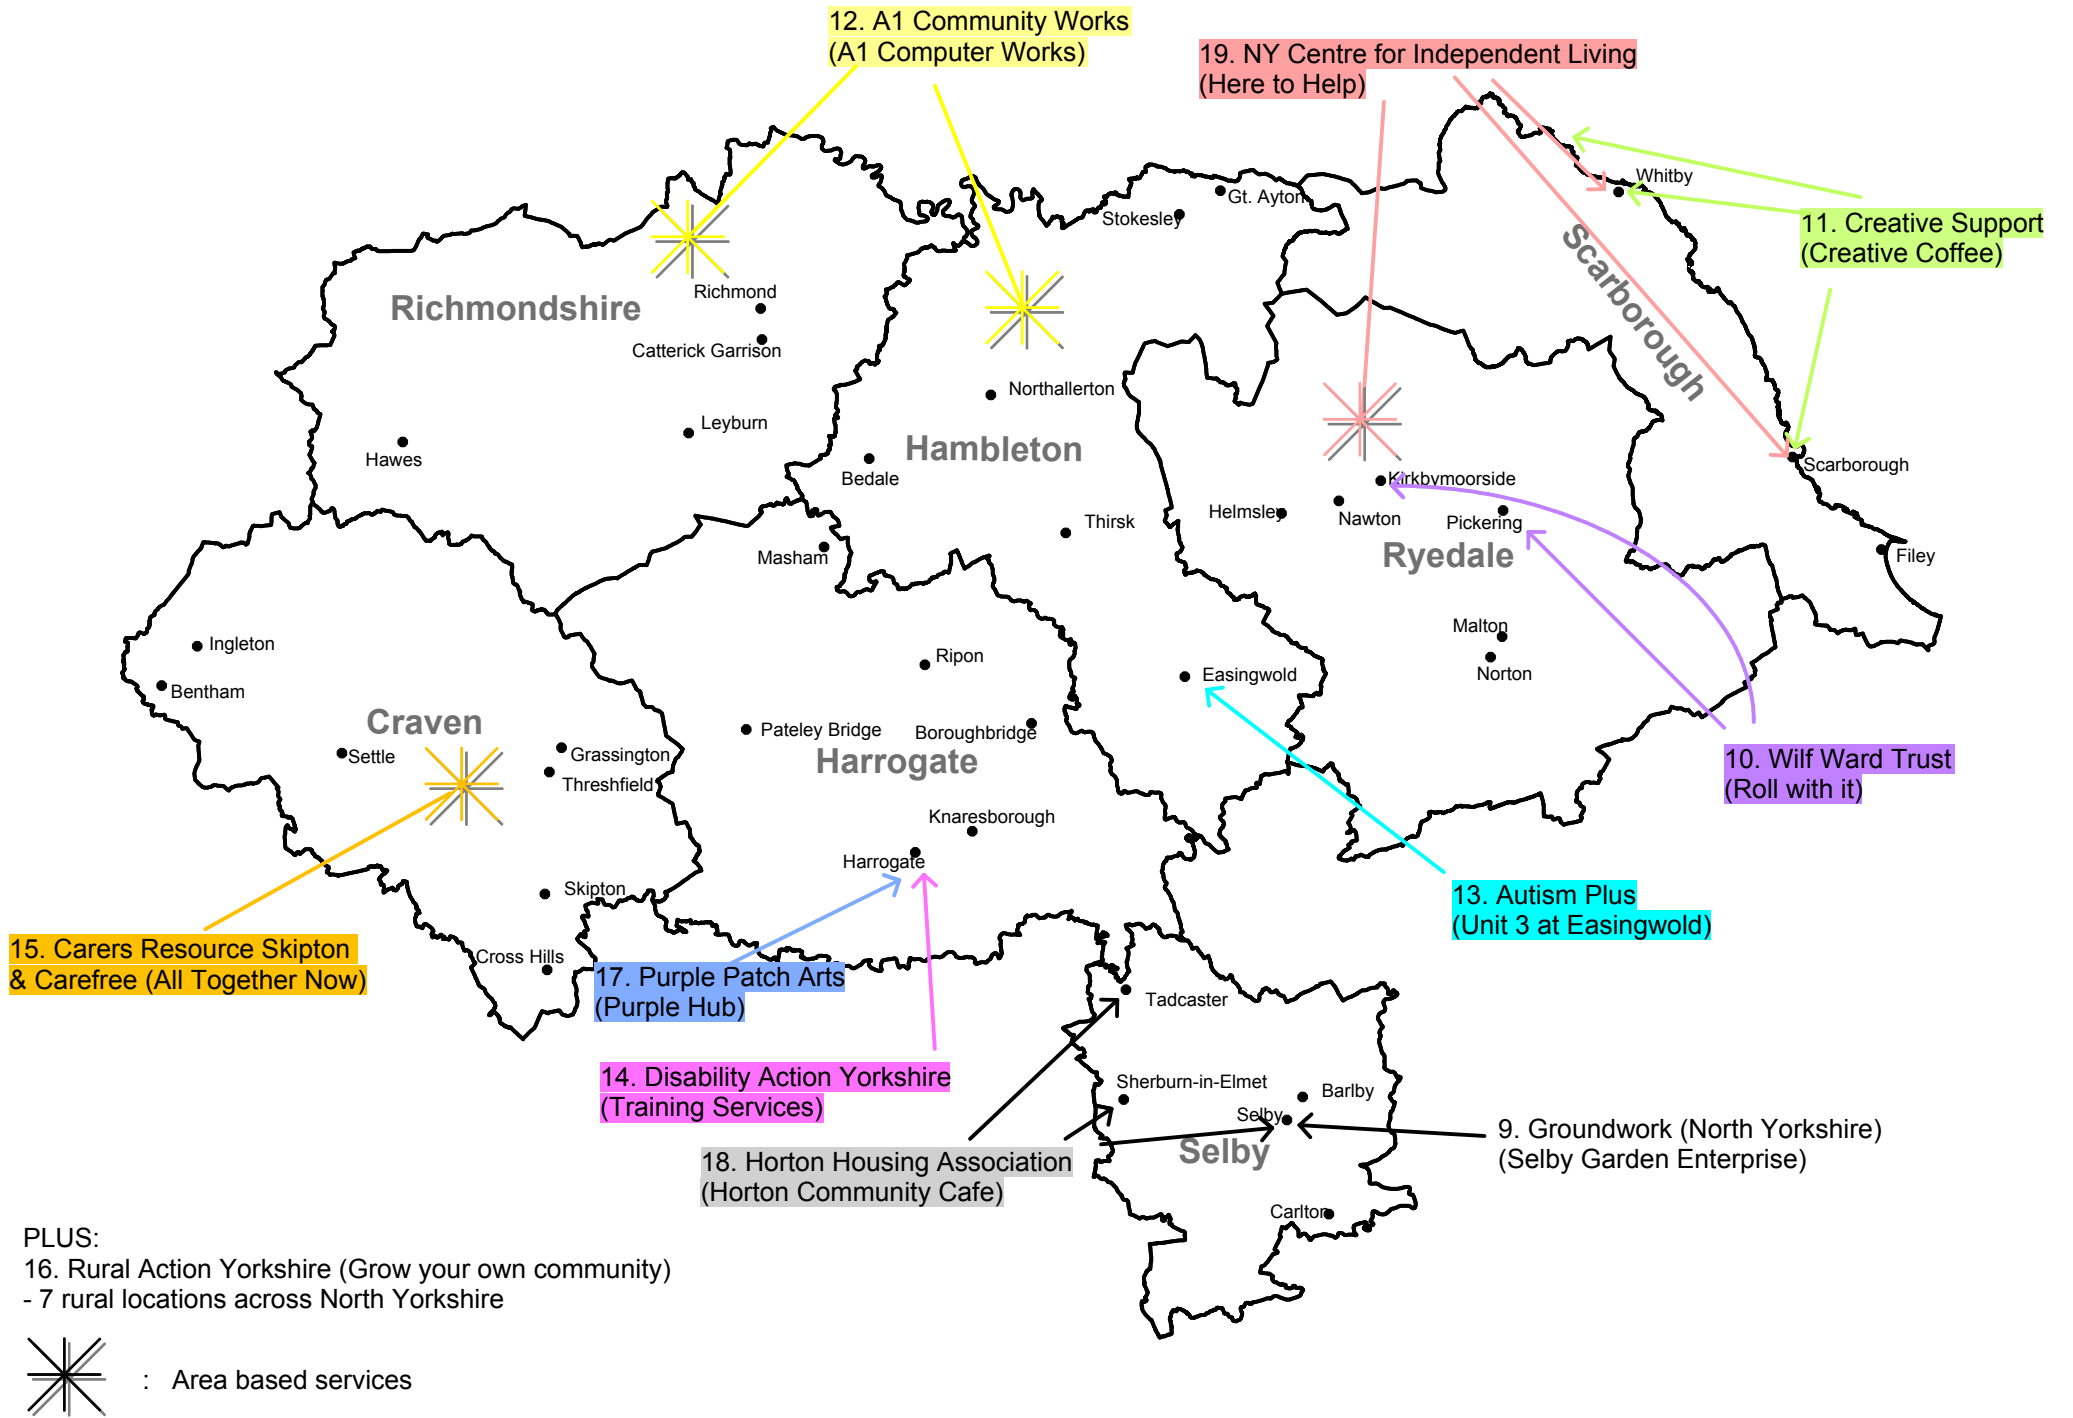 12. A1 Community Works
(A1 Computer Works)
19. NY Centre for Independent Living
(Here to Help)
Whitby
Gt. Ayton
Stokesley
11. Creative Support
(Creative Coffee)
Scarborough
Richmond
Richmondshire
Catterick Garrison
Northallerton
Leyburn
Hawes
Hambleton
Bedale
Scarborough
Kirkbymoorside
Helmsley
Nawton
Pickering
Thirsk
Masham
Ryedale
Filey
Ingleton
Bentham
Ripon
Malton
Norton
Easingwold
Craven
Settle
Grassington
Threshfield
Pateley Bridge
Boroughbridge
Harrogate
10. Wilf Ward Trust
(Roll with it)
Knaresborough
Harrogate
Skipton
13. Autism Plus
(Unit 3 at Easingwold)
15. Carers Resource Skipton
& Carefree (All Together Now)
Cross Hills
17. Purple Patch Arts
(Purple Hub)
Tadcaster
14. Disability Action Yorkshire
(Training Services)
Sherburn-in-Elmet
Barlby
Selby
9. Groundwork (North Yorkshire)
(Selby Garden Enterprise)
Selby
18. Horton Housing Association
(Horton Community Cafe)
Carlton
PLUS:
16. Rural Action Yorkshire (Grow your own community)
- 7 rural locations across North Yorkshire
: Area based services